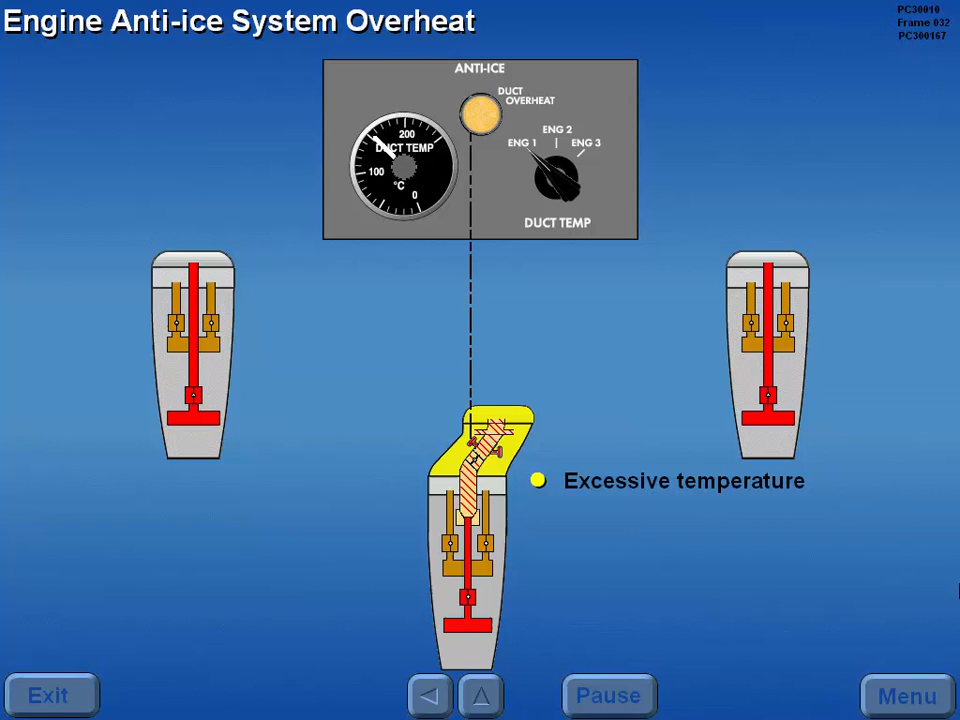 Engine Anti-ice System Overheat
PC30010
Frame 032
PC300167
ANTI-ICE
DUCT
OVERHEAT
200
DUCT TEMP
100
°C
0
ENG 2
ENG 1
ENG 3
DUCT TEMP
Excessive temperature
Exit
Pause
Menu